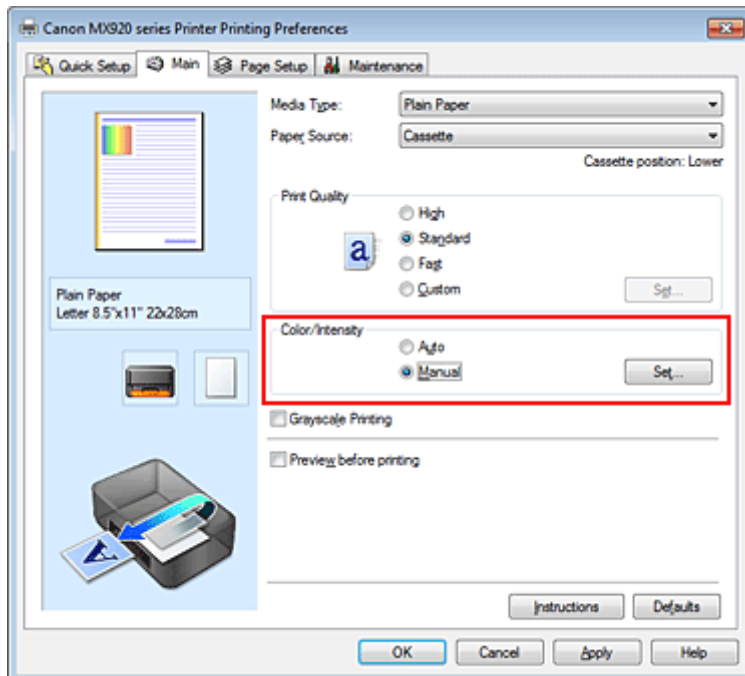 Canon MX920 series Printer Printing Preferences
Quick Setup Main Page Setup Maintenance
Media Type: Plain Paper
Paper Source: Cassette
Cassette position: Lower
Print Quality
High
Standard
Fast
Custom Set...
Plain Paper
Letter 8.5"x11" 22x28cm
Color/Intensity
Auto
Manual Set...
Grayscale Printing
Preview before printing
Instructions Defaults
OK Cancel Apply Help
a
A